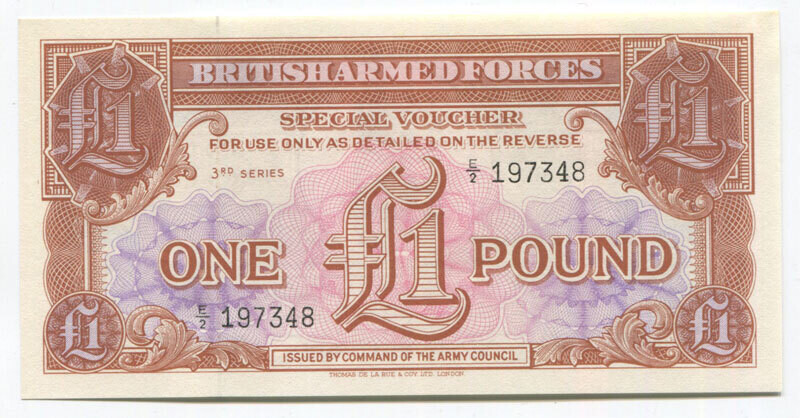 £1
BRITISH ARMED FORCES
£1
SPECIAL VOUCHER
FOR USE ONLY AS DETAILED ON THE REVERSE
3RD SERIES
E/2 197348
ONE £1 POUND
E/2 197348
£1
£1
ISSUED BY COMMAND OF THE ARMY COUNCIL
THOMAS DE LA RUE & COY. LTD. LONDON.